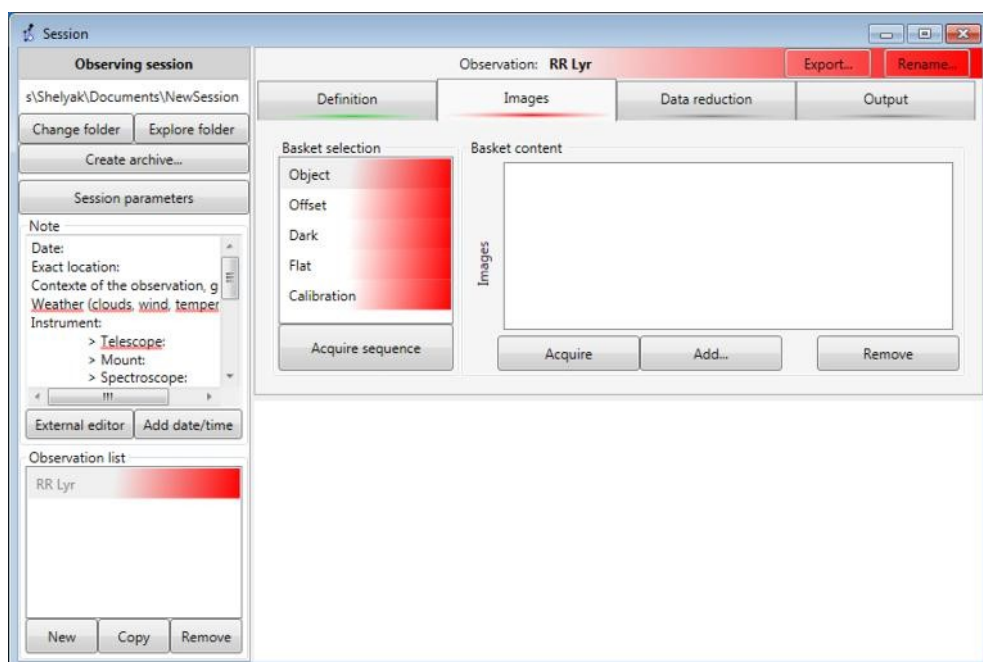 Session
Observing session
s\Shelyak\Documents\NewSession
Change folder
Explore folder
Create archive...
Session parameters
Note
Date:
Exact location:
Contexte of the observation, g
Weather (clouds, wind, temper
Instrument:
> Telescope:
> Mount:
> Spectroscope:
External editor
Add date/time
Observation list
RR Lyr
New
Copy
Remove
Observation: RR Lyr
Export...
Rename...
Definition
Images
Data reduction
Output
Basket selection
Object
Offset
Dark
Flat
Calibration
Acquire sequence
Basket content
Images
Acquire
Add...
Remove